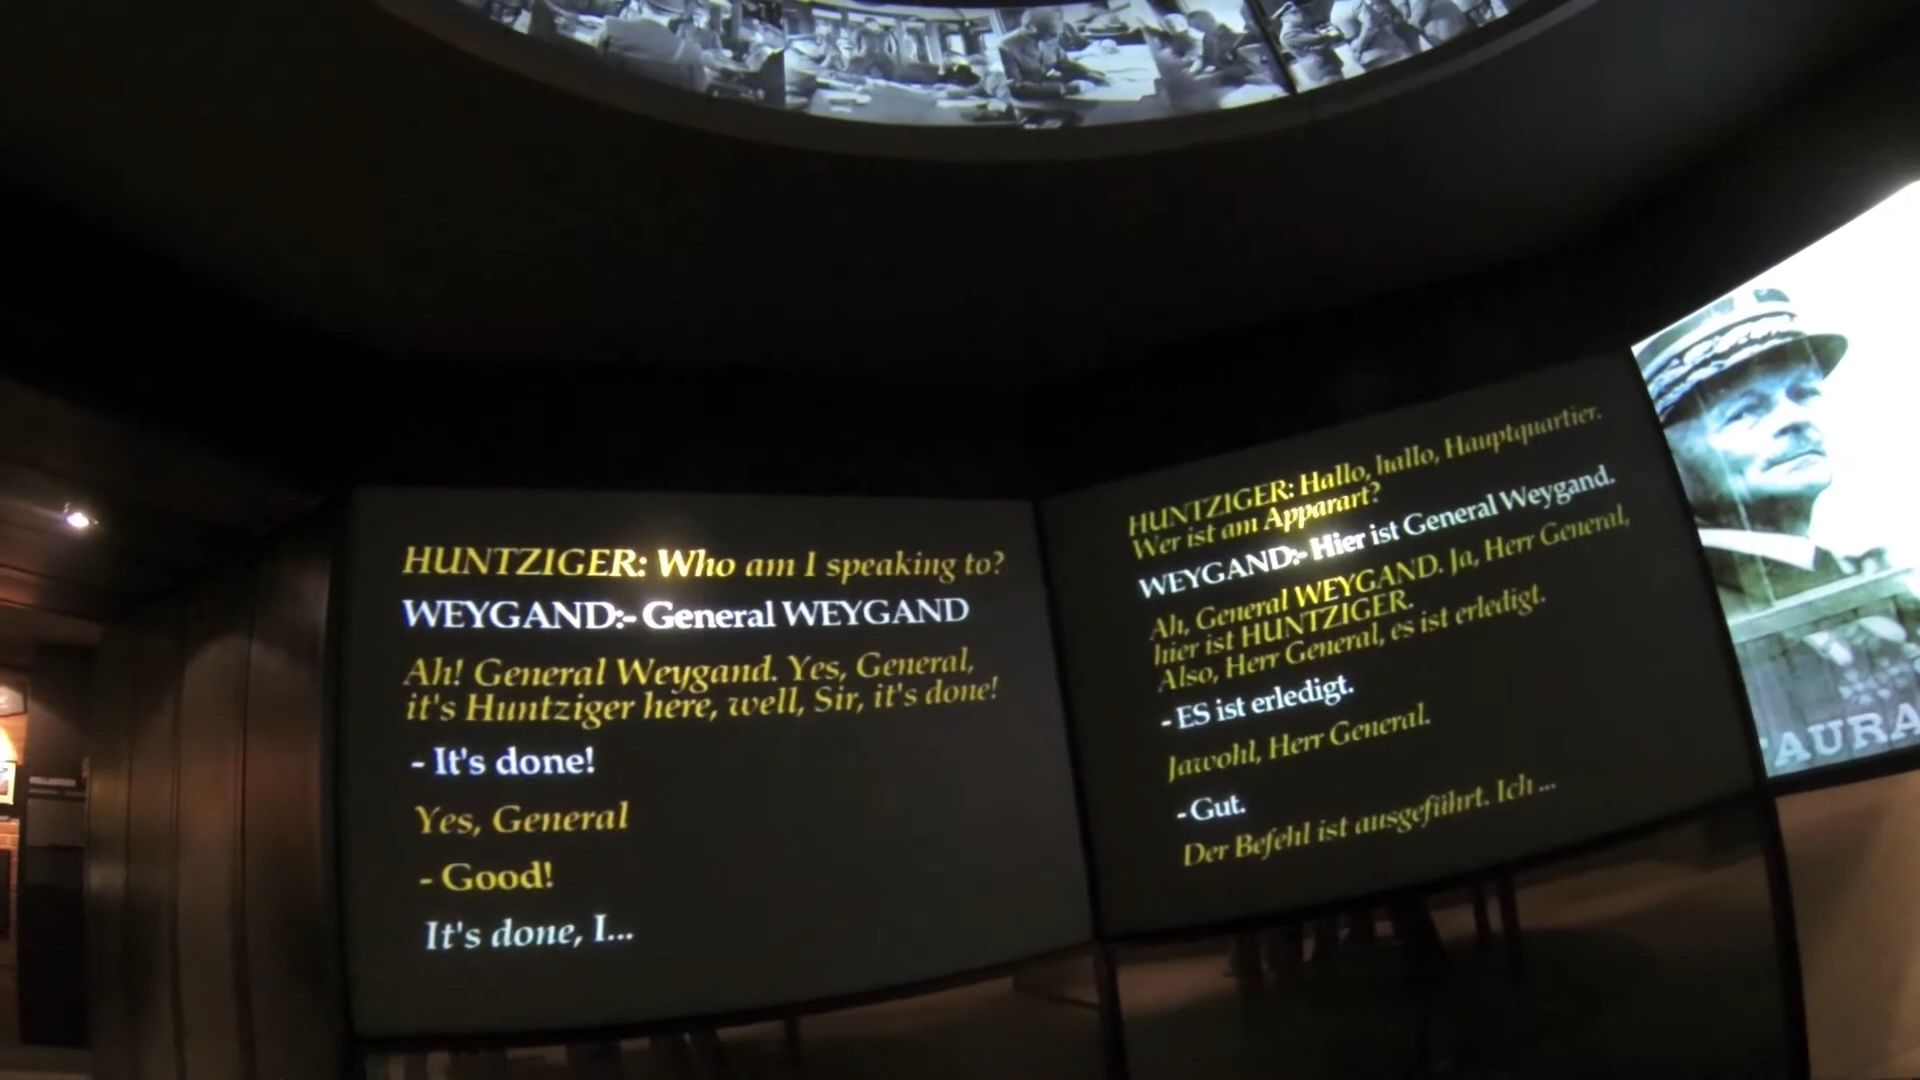 HUNTZIGER: Who am I speaking to?
WEYGAND:- General WEYGAND
Ah! General Weygand. Yes, General,
it's Huntziger here, well, Sir, it's done!
- It's done!
Yes, General
- Good!
It's done, I...
HUNTZIGER: Hallo, hallo, Hauptquartier.
Wer ist am Apparart?
WEYGAND:- Hier ist General Weygand.
Ah, General WEYGAND. Ja, Herr General,
hier ist HUNTZIGER.
Also, Herr General, es ist erledigt.
- ES ist erledigt.
Jawohl, Herr General.
- Gut.
Der Befehl ist ausgeführt. Ich ...